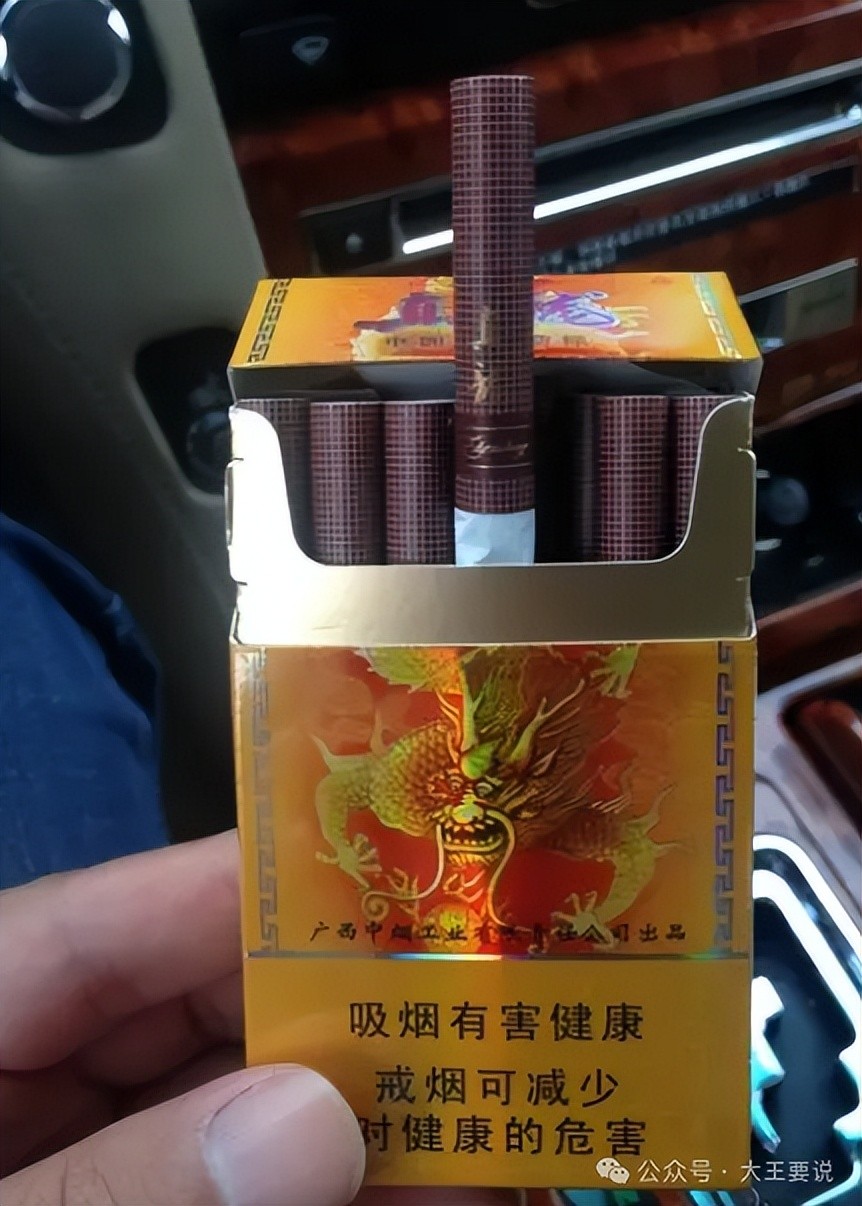 真龙
广西中烟工业有限责任公司出品
吸烟有害健康
戒烟可减少
对健康的危害
公众号·大王要说